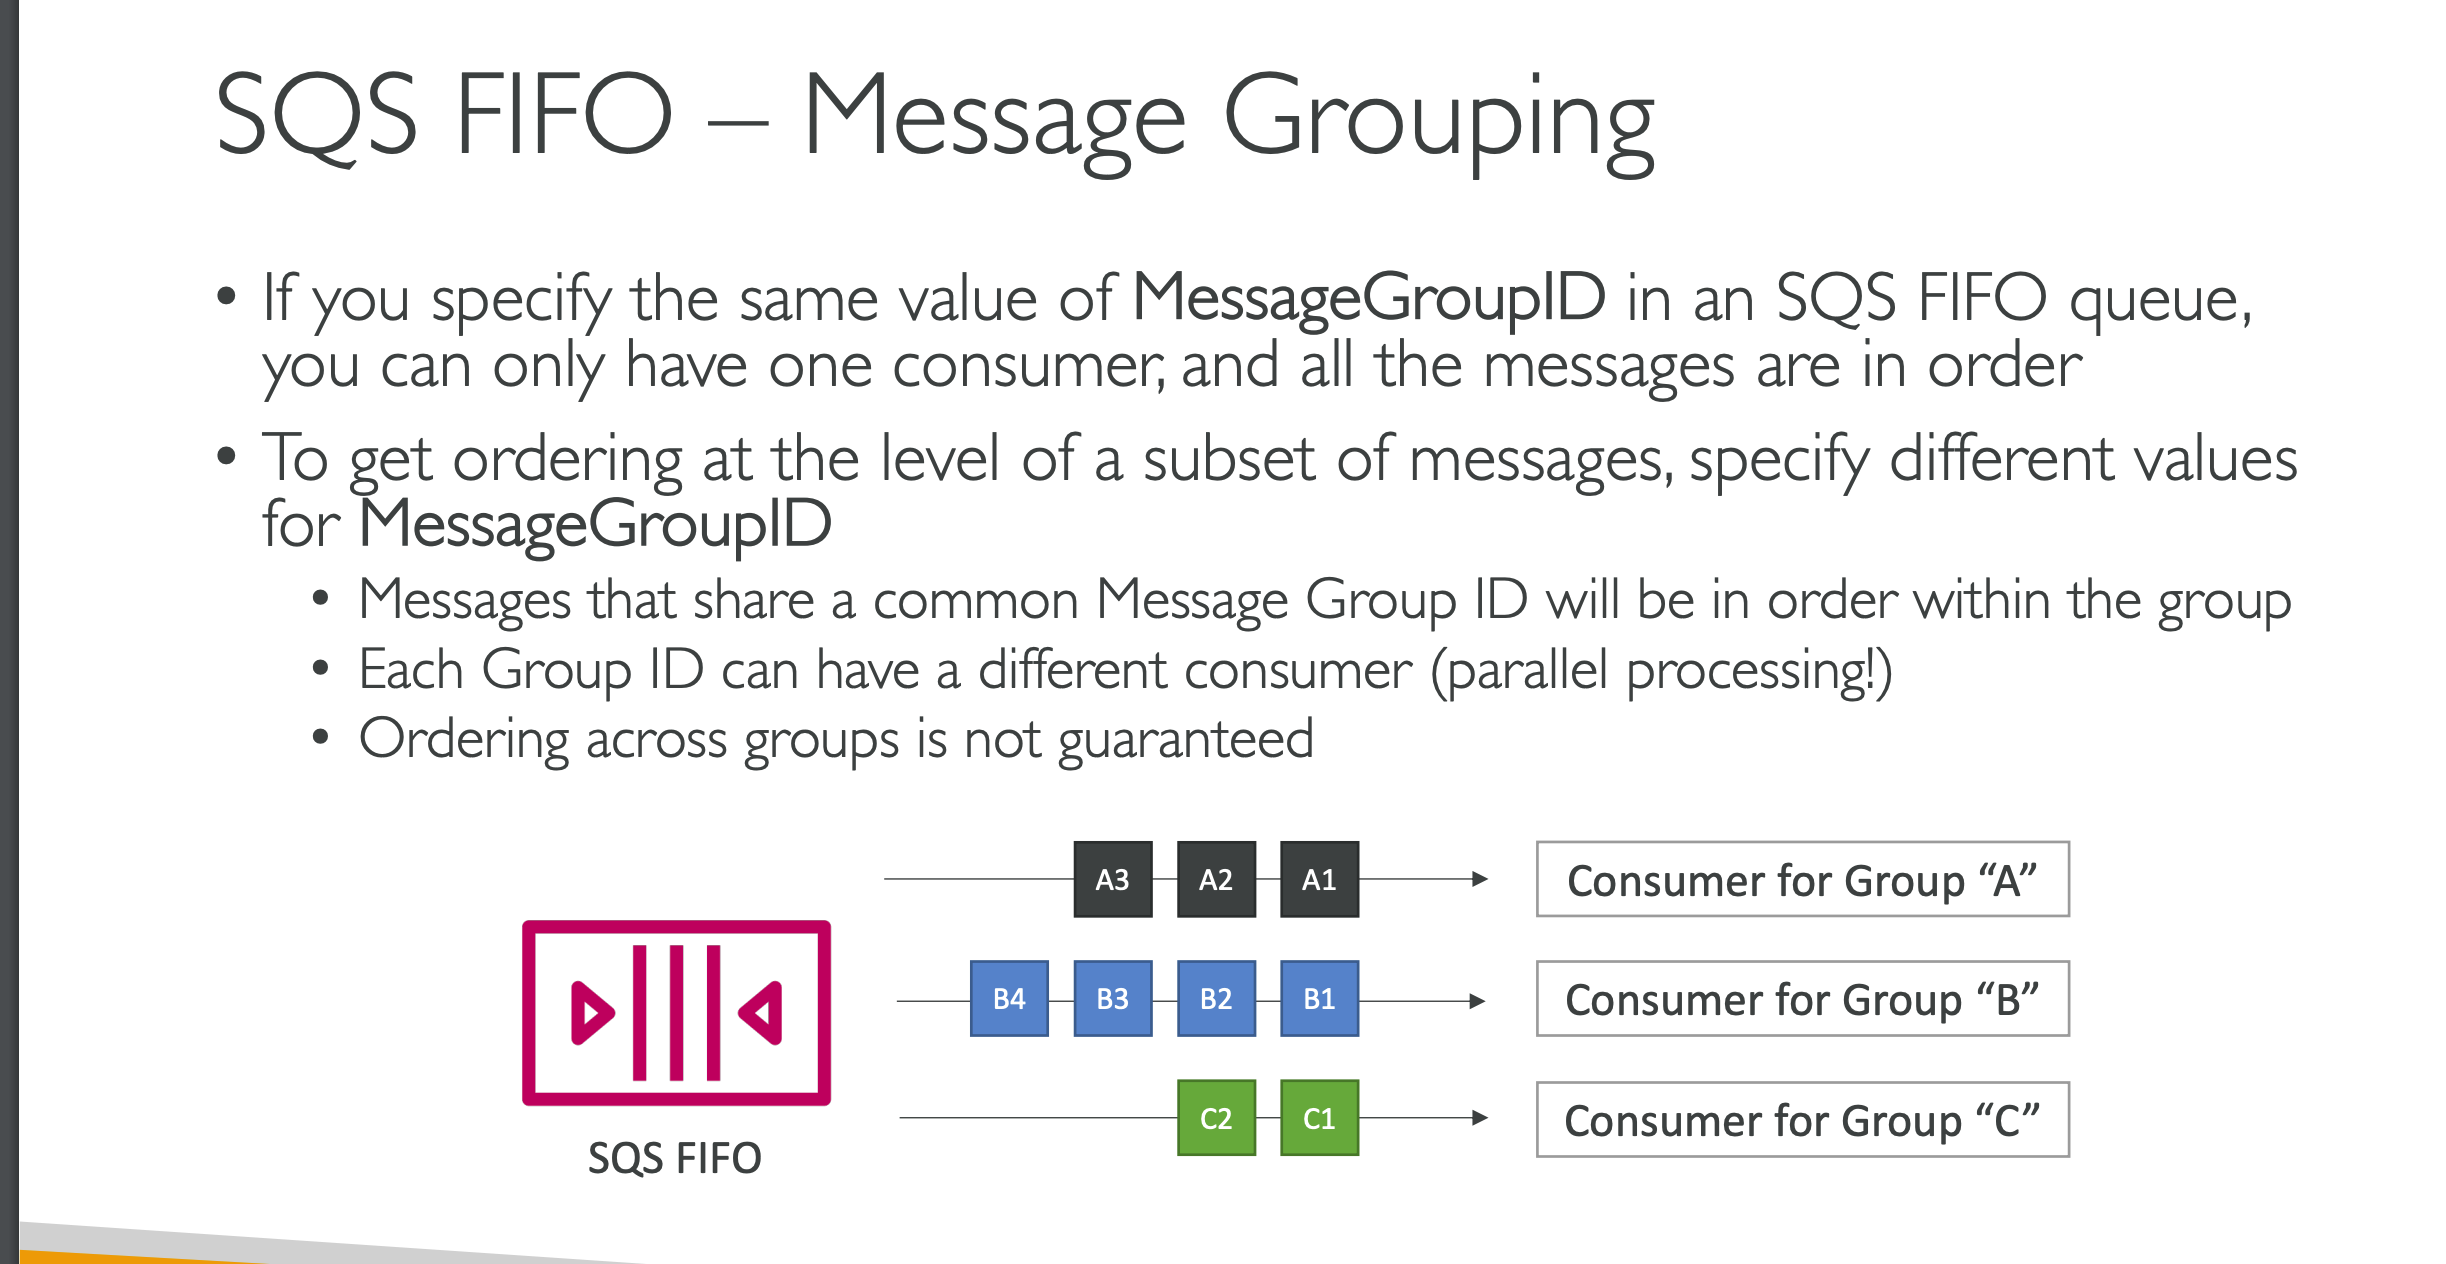 SQS FIFO – Message Grouping
• If you specify the same value of MessageGroupID in an SQS FIFO queue,
you can only have one consumer, and all the messages are in order
• To get ordering at the level of a subset of messages, specify different values
for MessageGroupID
• Messages that share a common Message Group ID will be in order within the group
• Each Group ID can have a different consumer (parallel processing!)
• Ordering across groups is not guaranteed
A3 A2 A1 Consumer for Group “A”
B4 B3 B2 B1 Consumer for Group “B”
C2 C1 Consumer for Group “C”
SQS FIFO